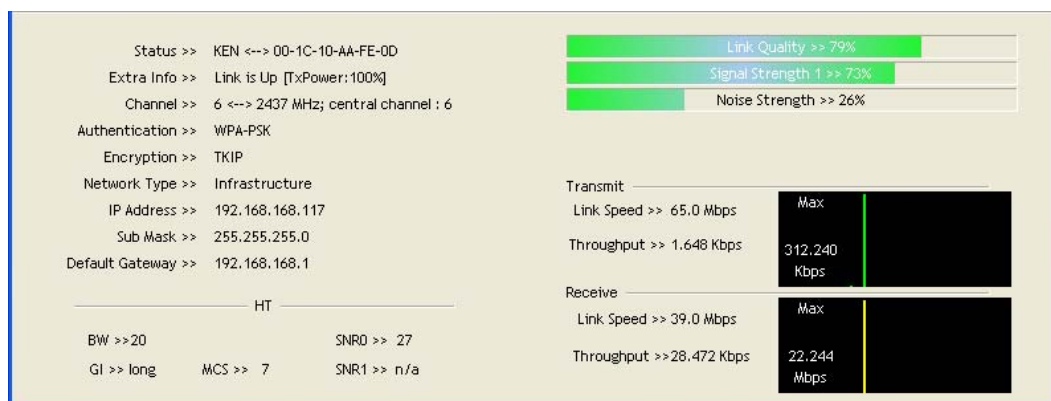 Status >> KEN <--> 00-1C-10-AA-FE-0D
Extra Info >> Link is Up [TxPower:100%]
Channel >> 6 <--> 2437 MHz; central channel : 6
Authentication >> WPA-PSK
Encryption >> TKIP
Network Type >> Infrastructure
IP Address >> 192.168.168.117
Sub Mask >> 255.255.255.0
Default Gateway >> 192.168.168.1
HT
BW >>20 SNR0 >> 27
GI >> long MCS >> 7 SNR1 >> n/a
Link Quality >> 79%
Signal Strength 1 >> 73%
Noise Strength >> 26%
Transmit
Link Speed >> 65.0 Mbps
Throughput >> 1.648 Kbps
Max
312.240
Kbps
Receive
Link Speed >> 39.0 Mbps
Throughput >>28.472 Kbps
Max
22.244
Mbps